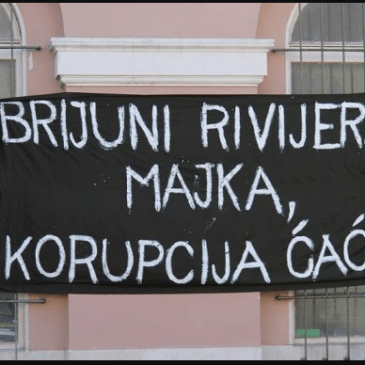 BRIJUNI RIVIJER
MAJKA,
KORUPCIJA ĆAĆ